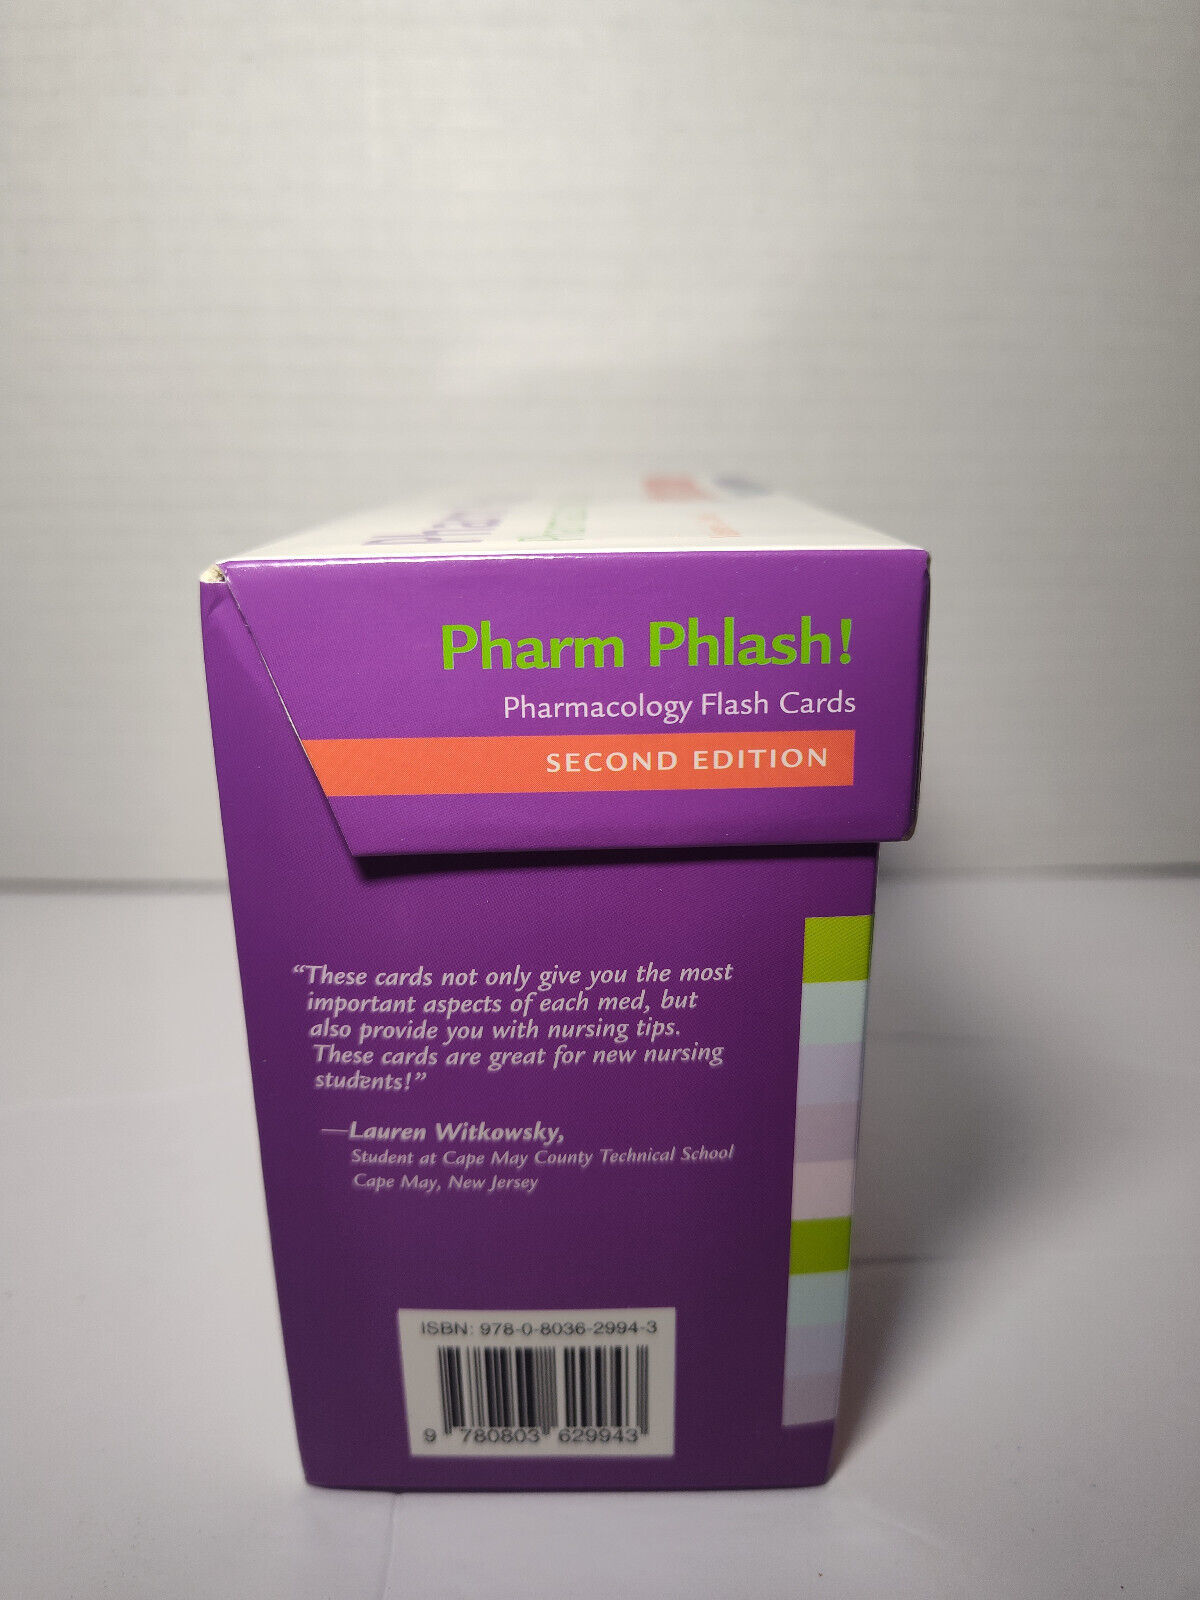 Pharm Phlash!
Pharmacology Flash Cards
SECOND EDITION
“These cards not only give you the most
important aspects of each med, but
also provide you with nursing tips.
These cards are great for new nursing
students!”
—Lauren Witkowsky,
Student at Cape May County Technical School
Cape May, New Jersey
ISBN: 978-0-8036-2994-3
9 780803 629943